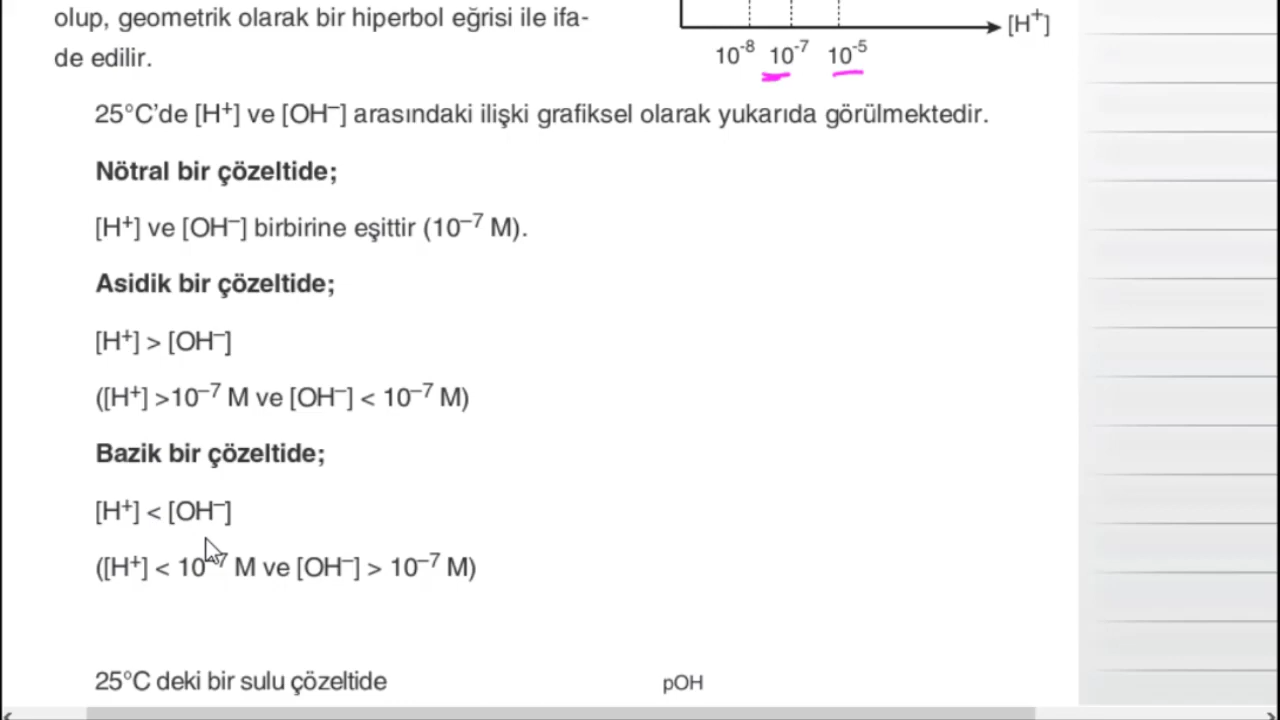 olup, geometrik olarak bir hiperbol eğrisi ile ifa-
de edilir.
[H⁺]
10⁻⁸ 10⁻⁷ 10⁻⁵
25°C'de [H⁺] ve [OH⁻] arasındaki ilişki grafiksel olarak yukarıda görülmektedir.
Nötral bir çözeltide;
[H⁺] ve [OH⁻] birbirine eşittir (10⁻⁷ M).
Asidik bir çözeltide;
[H⁺] > [OH⁻]
([H⁺] >10⁻⁷ M ve [OH⁻] < 10⁻⁷ M)
Bazik bir çözeltide;
[H⁺] < [OH⁻]
([H⁺] < 10⁻⁷ M ve [OH⁻] > 10⁻⁷ M)
25°C deki bir sulu çözeltide
pOH